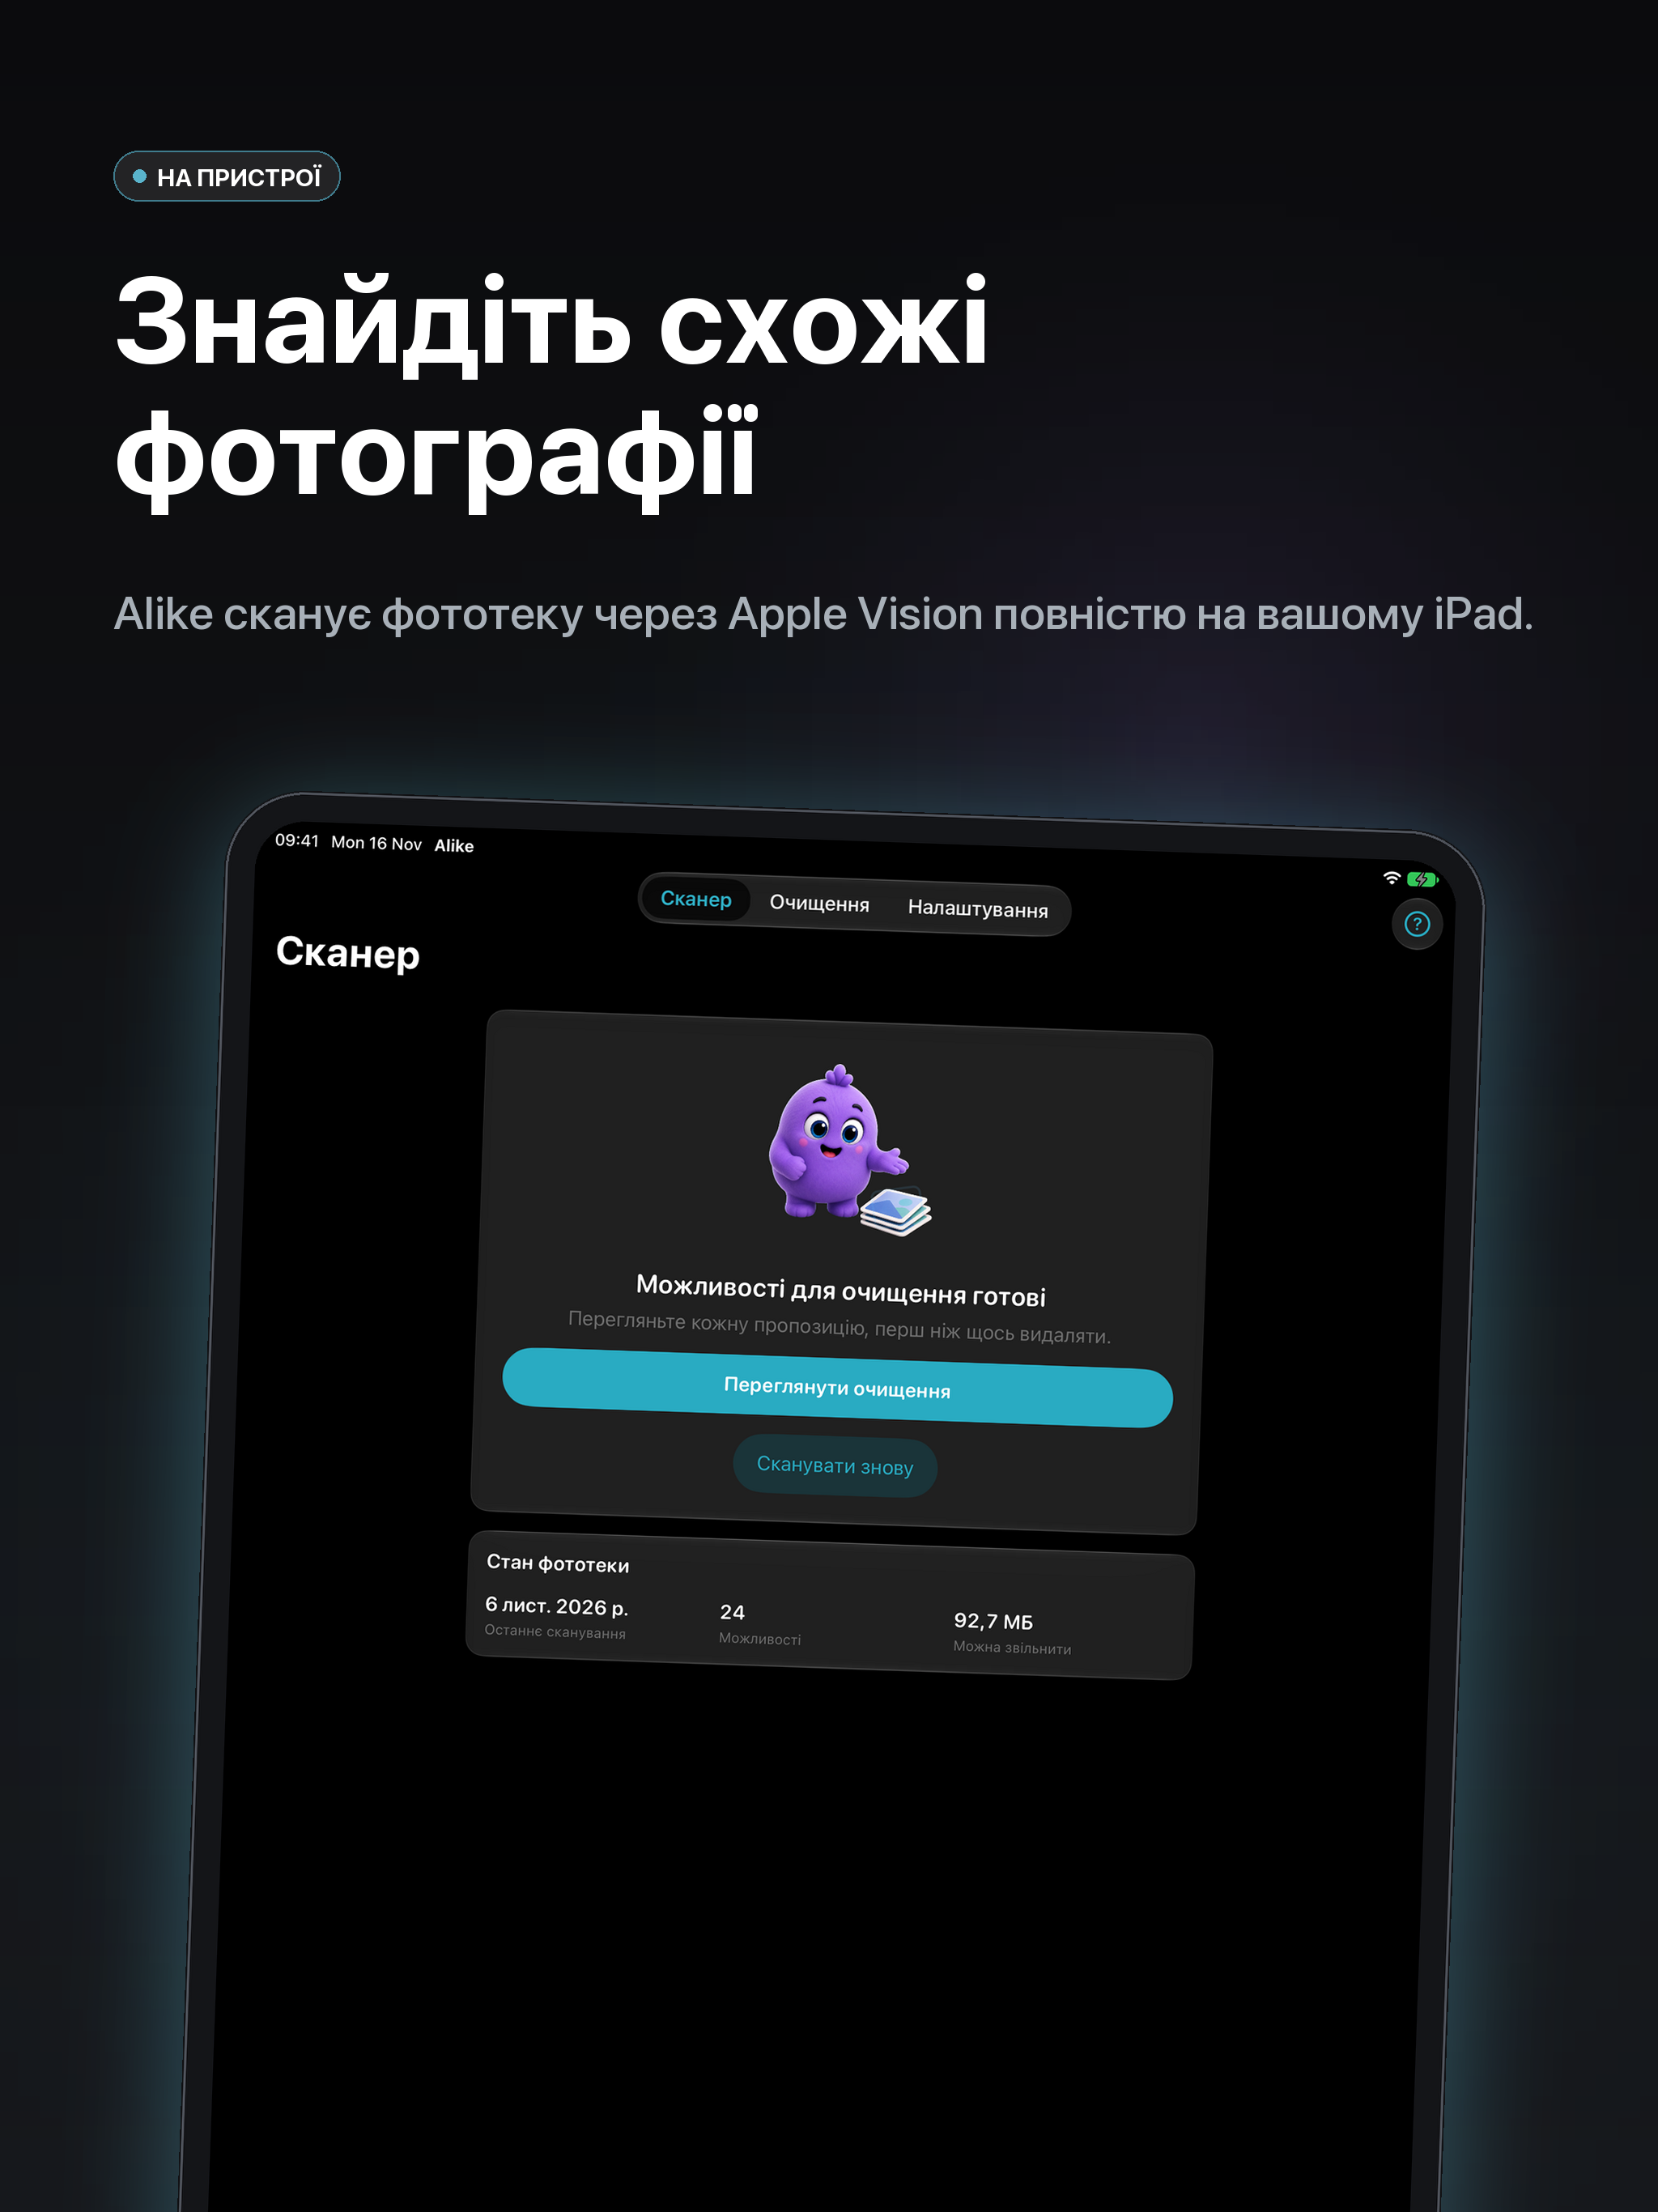 НА ПРИСТРОЇ
Знайдіть схожі
фотографії
Alike сканує фототеку через Apple Vision повністю на вашому iPad.
09:41 Mon 16 Nov Alike
Сканер Очищення Налаштування
?
Сканер
Можливості для очищення готові
Перегляньте кожну пропозицію, перш ніж щось видаляти.
Переглянути очищення
Сканувати знову
Стан фототеки
6 лист. 2026 р. 24 92,7 МБ
Останнє сканування Можливості Можна звільнити